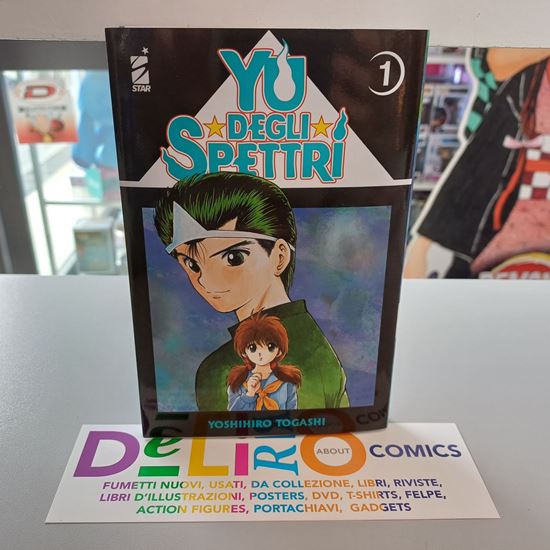 STAR
YU
DEGLI
SPETTRI
1
YOSHIHIRO TOGASHI
DELIRIO
ABOUT
COMICS
FUMETTI NUOVI, USATI, DA COLLEZIONE, LIBRI, RIVISTE,
LIBRI D'ILLUSTRAZIONI, POSTERS, DVD, T-SHIRTS, FELPE,
ACTION FIGURES, PORTACHIAVI, GADGETS